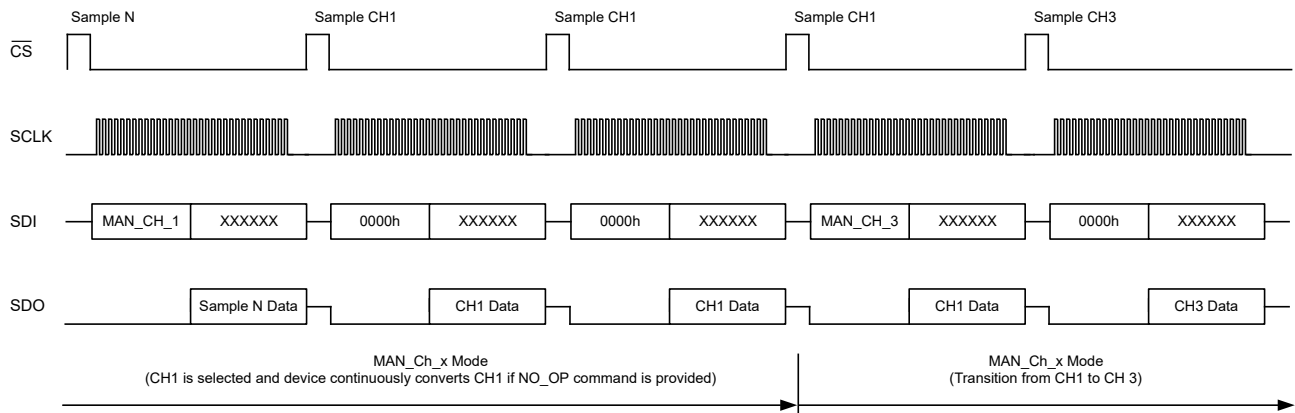 Sample N Sample CH1 Sample CH1 Sample CH1 Sample CH3
CS
SCLK
SDI MAN_CH_1 XXXXXX 0000h XXXXXX 0000h XXXXXX MAN_CH_3 XXXXXX 0000h XXXXXX
SDO Sample N Data CH1 Data CH1 Data CH1 Data CH3 Data
MAN_Ch_x Mode
(CH1 is selected and device continuously converts CH1 if NO_OP command is provided)
MAN_Ch_x Mode
(Transition from CH1 to CH 3)